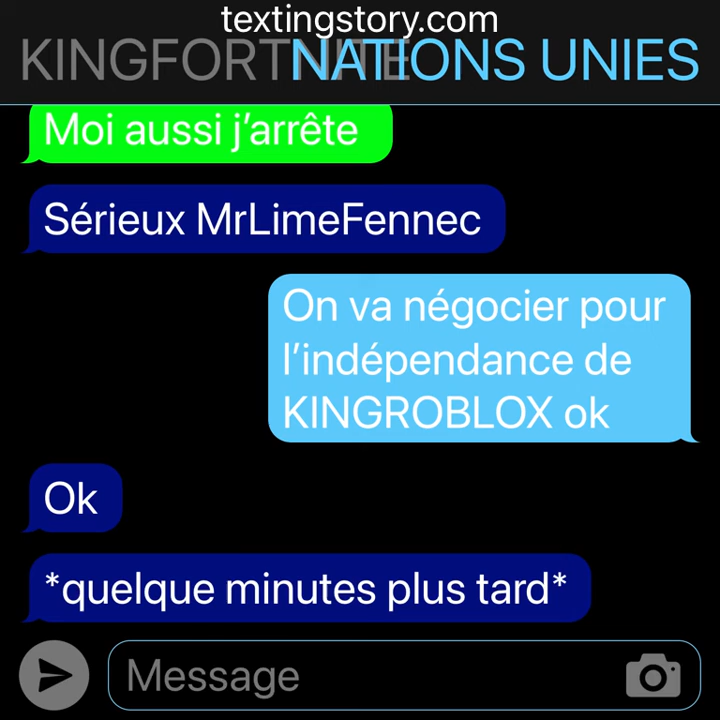 textingstory.com
KINGFORTNITE NATIONS UNIES
Moi aussi j’arrête
Sérieux MrLimeFennec
On va négocier pour
l’indépendance de
KINGROBLOX ok
Ok
*quelque minutes plus tard*
Message